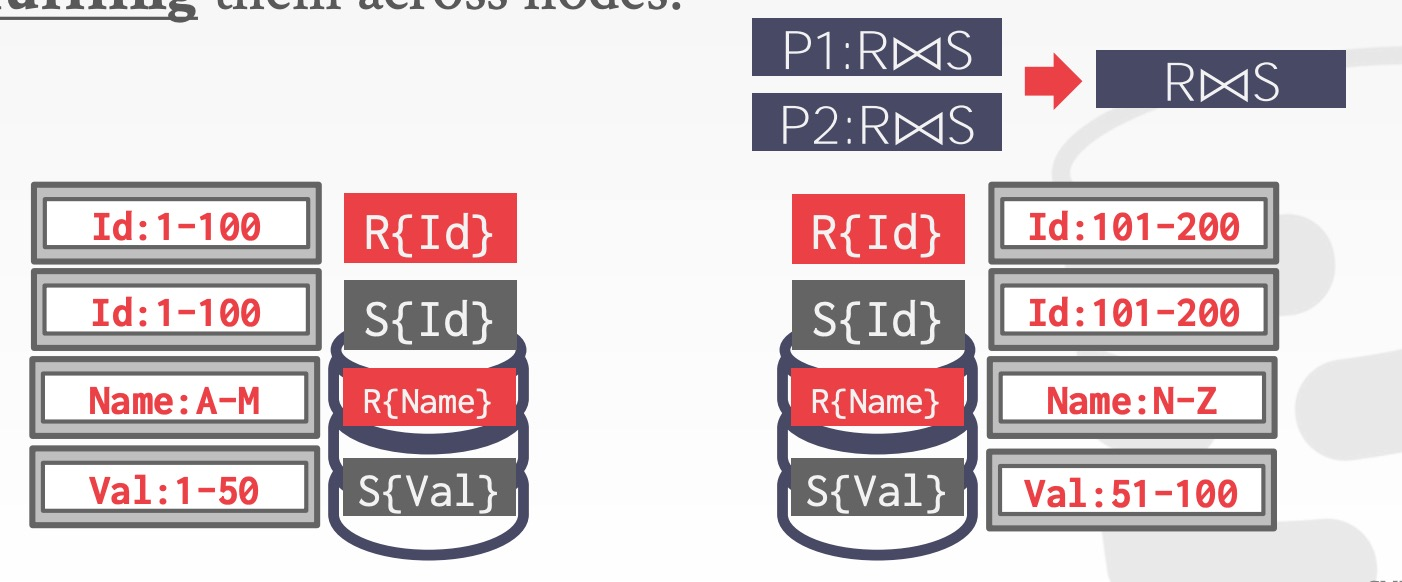 them across nodes.
P1:R⋈S
P2:R⋈S
R⋈S
Id:1-100
R{Id}
R{Id}
Id:101-200
Id:1-100
S{Id}
S{Id}
Id:101-200
Name:A-M
R{Name}
R{Name}
Name:N-Z
Val:1-50
S{Val}
S{Val}
Val:51-100